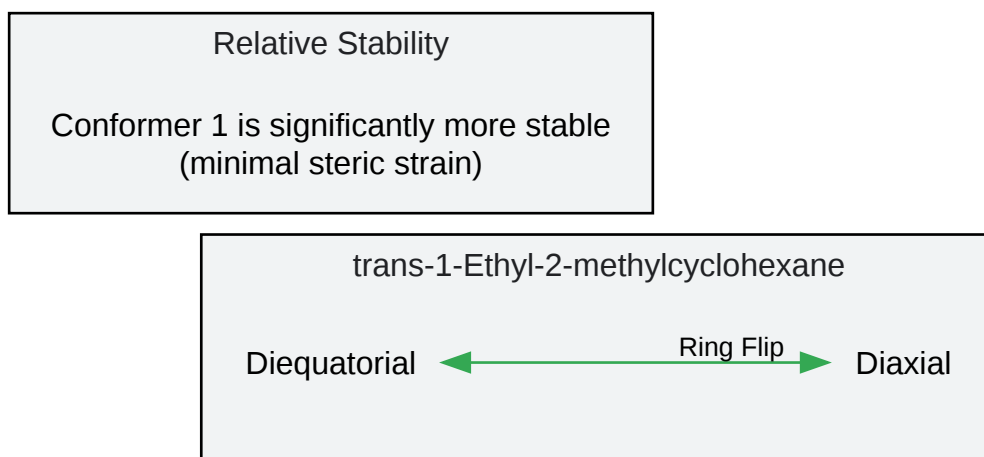 Relative Stability
Conformer 1 is significantly more stable
(minimal steric strain)
trans-1-Ethyl-2-methylcyclohexane
Ring Flip
Diequatorial
Diaxial